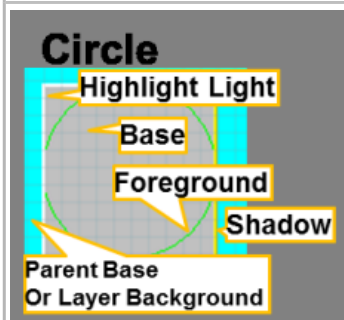 Circle
Highlight Light
Base
Foreground
Shadow
Parent Base
Or Layer Background